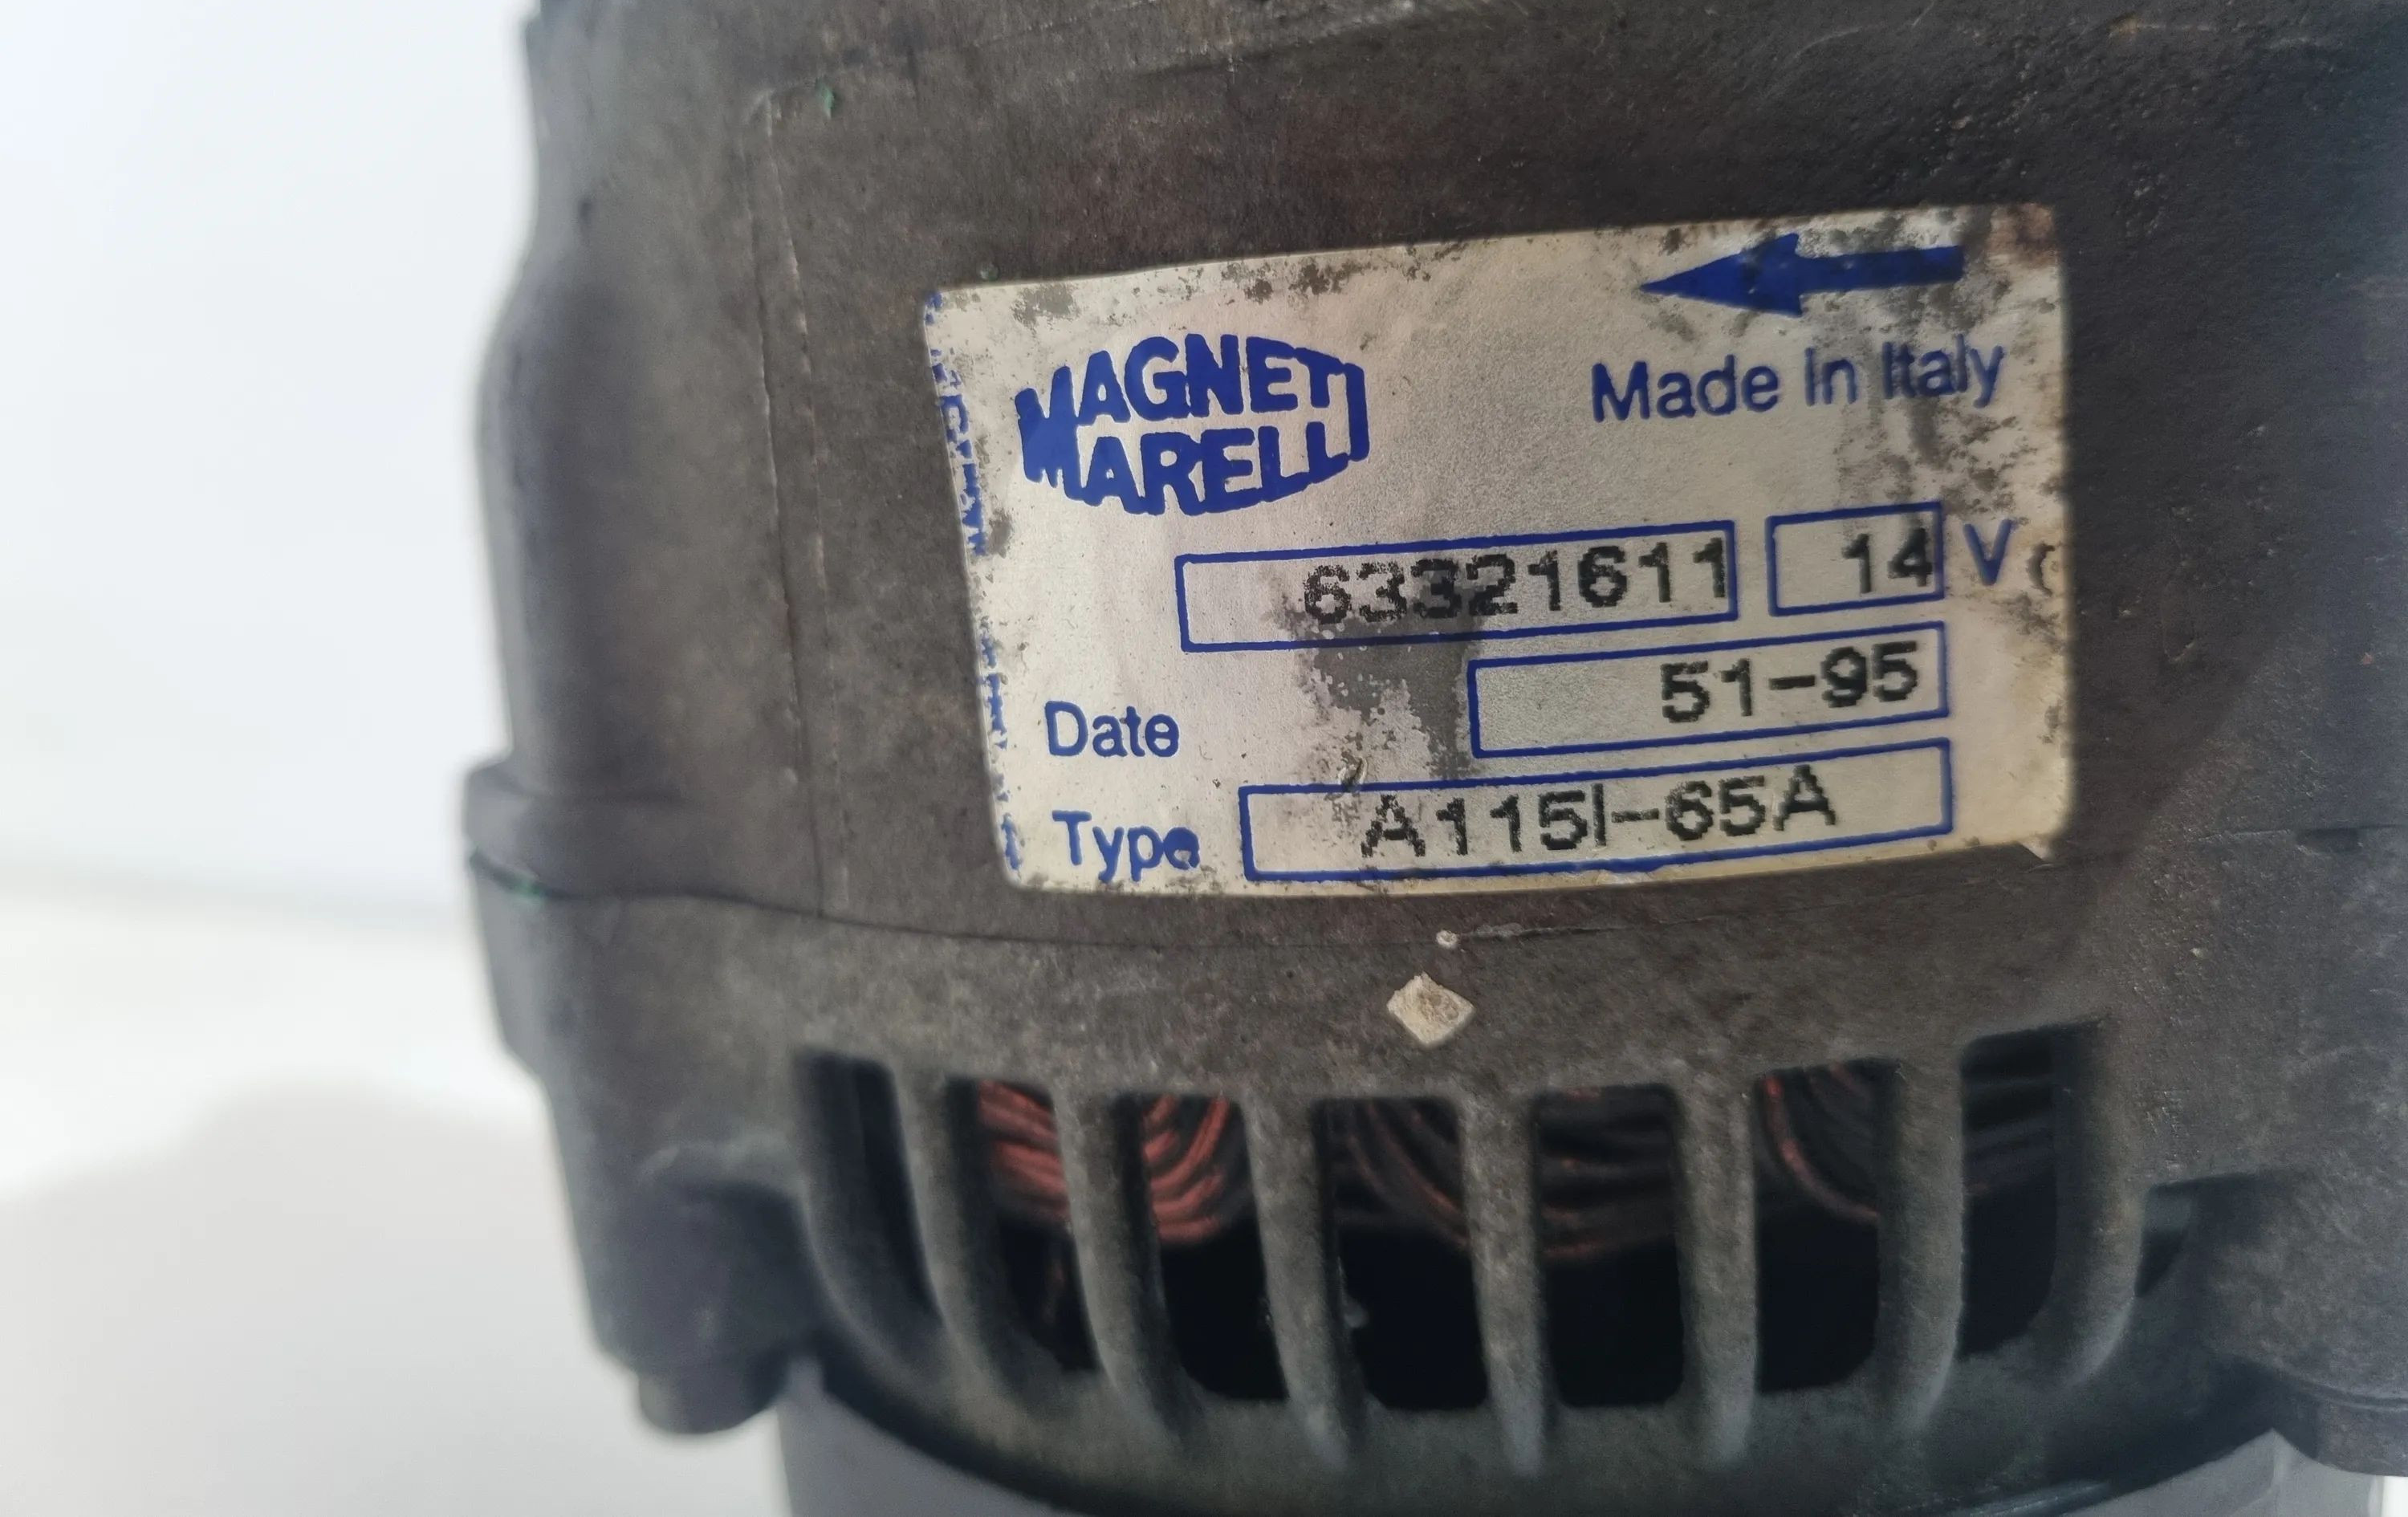 MAGNETI
MARELLI
Made in Italy
63321611 14 V
Date 51-95
Type A115I-65A